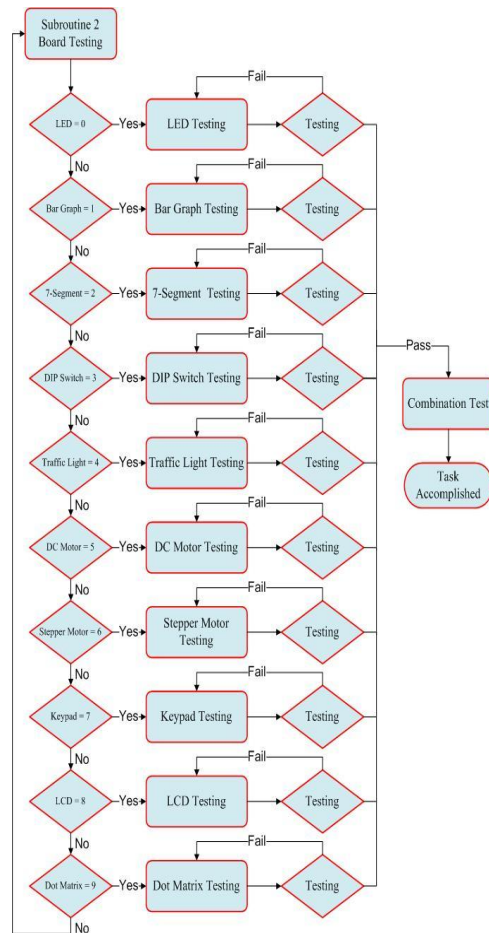 Subroutine 2
Board Testing
Fail
LED = 0
Yes
LED Testing
Testing
No
Fail
Bar Graph = 1
Yes
Bar Graph Testing
Testing
No
Fail
7-Segment = 2
Yes
7-Segment Testing
Testing
No
Pass
Fail
DIP Switch = 3
Yes
DIP Switch Testing
Testing
Combination Test
No
Fail
Traffic Light = 4
Yes
Traffic Light Testing
Testing
Task
Accomplished
No
Fail
DC Motor = 5
Yes
DC Motor Testing
Testing
No
Fail
Stepper Motor = 6
Yes
Stepper Motor
Testing
Testing
No
Fail
Keypad = 7
Yes
Keypad Testing
Testing
No
Fail
LCD = 8
Yes
LCD Testing
Testing
No
Fail
Dot Matrix = 9
Yes
Dot Matrix Testing
Testing
No